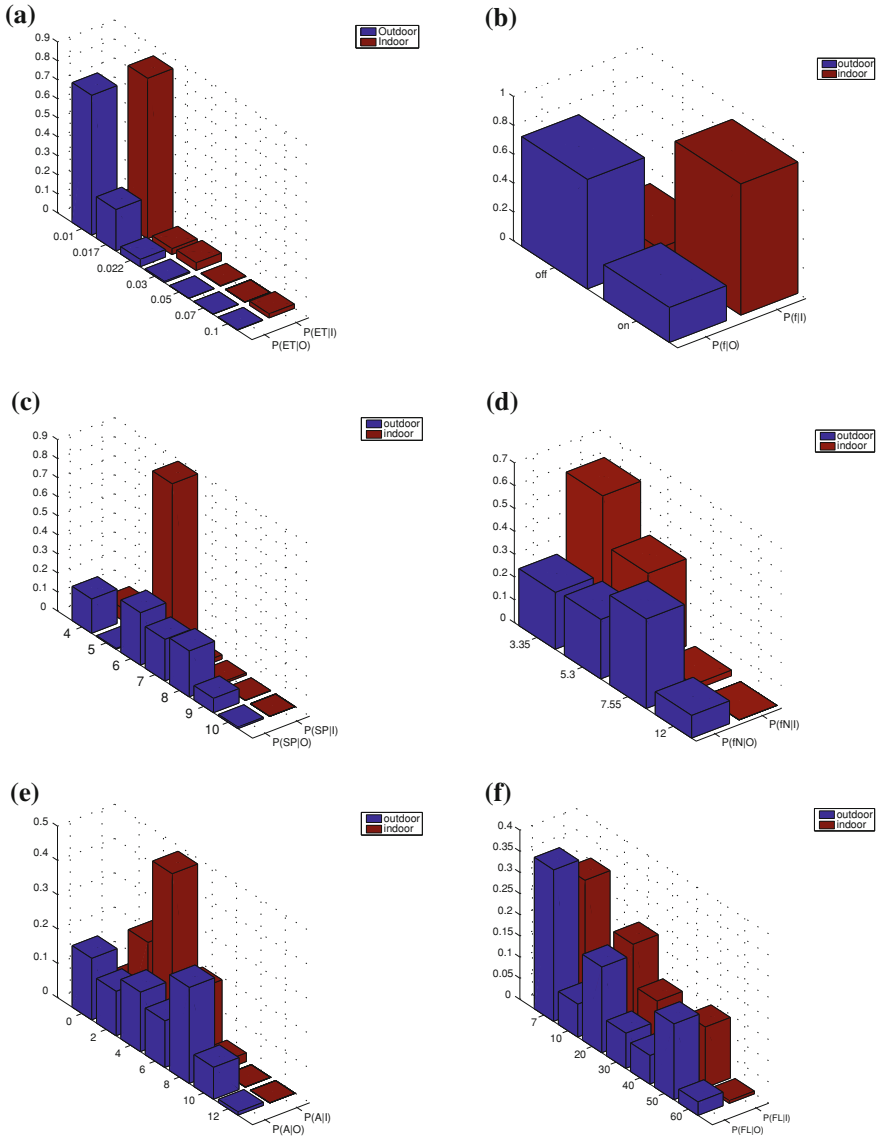 (a)
Outdoor
Indoor
0.9
0.8
0.7
0.6
0.5
0.4
0.3
0.2
0.1
0
0.01
0.017
0.022
0.03
0.05
0.07
0.1
P(ET|O)
P(ET|I)
(b)
outdoor
indoor
1
0.8
0.6
0.4
0.2
0
off
on
P(f|O)
P(f|I)
(c)
outdoor
indoor
0.9
0.8
0.7
0.6
0.5
0.4
0.3
0.2
0.1
0
4
5
6
7
8
9
10
P(SP|O)
P(SP|I)
(d)
outdoor
indoor
0.7
0.6
0.5
0.4
0.3
0.2
0.1
0
3.35
5.3
7.55
12
P(fN|O)
P(fN|I)
(e)
outdoor
indoor
0.5
0.4
0.3
0.2
0.1
0
0
2
4
6
8
10
12
P(A|O)
P(A|I)
(f)
outdoor
indoor
0.4
0.35
0.3
0.25
0.2
0.15
0.1
0.05
0
7
10
20
30
40
50
60
P(FL|O)
P(FL|I)